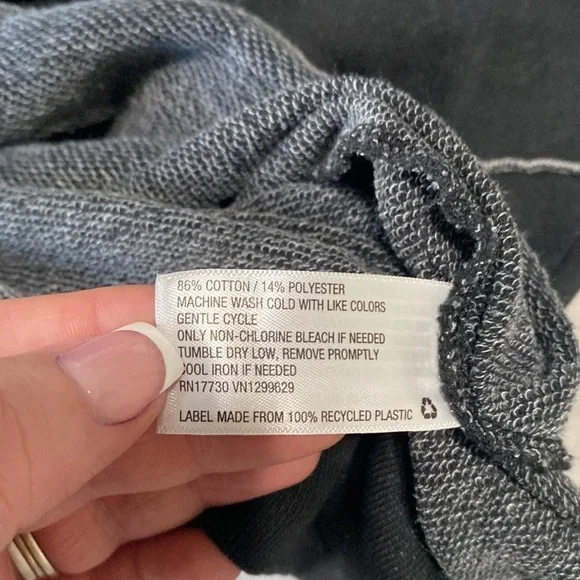 86% COTTON / 14% POLYESTER
MACHINE WASH COLD WITH LIKE COLORS
GENTLE CYCLE
ONLY NON-CHLORINE BLEACH IF NEEDED
TUMBLE DRY LOW, REMOVE PROMPTLY
COOL IRON IF NEEDED
RN17730 VN1299629
LABEL MADE FROM 100% RECYCLED PLASTIC